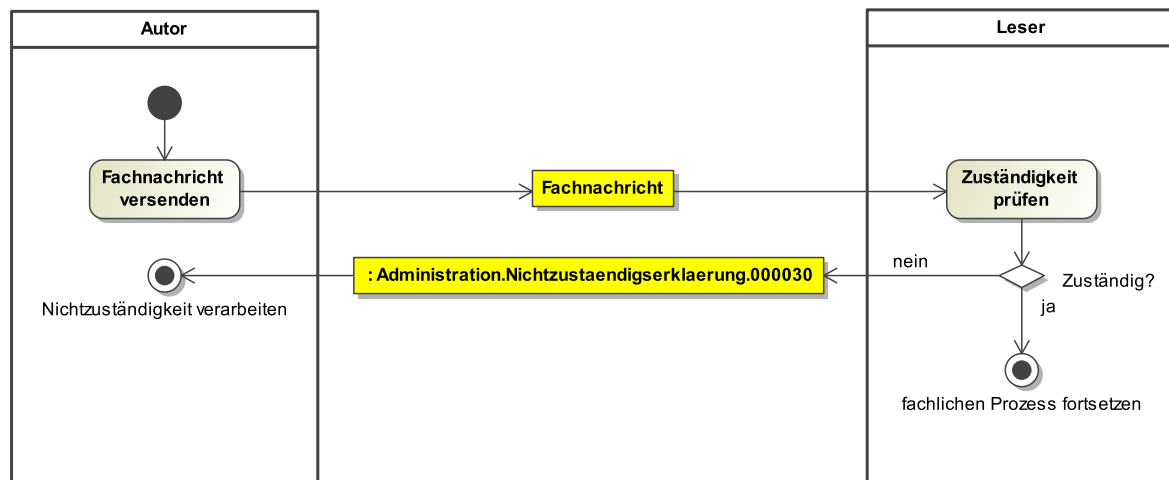 Autor
Leser
Fachnachricht
versenden
Fachnachricht
Zuständigkeit
prüfen
: Administration.Nichtzustaendigserklaerung.000030
nein
Zuständig?
Nichtzuständigkeit verarbeiten
ja
fachlichen Prozess fortsetzen